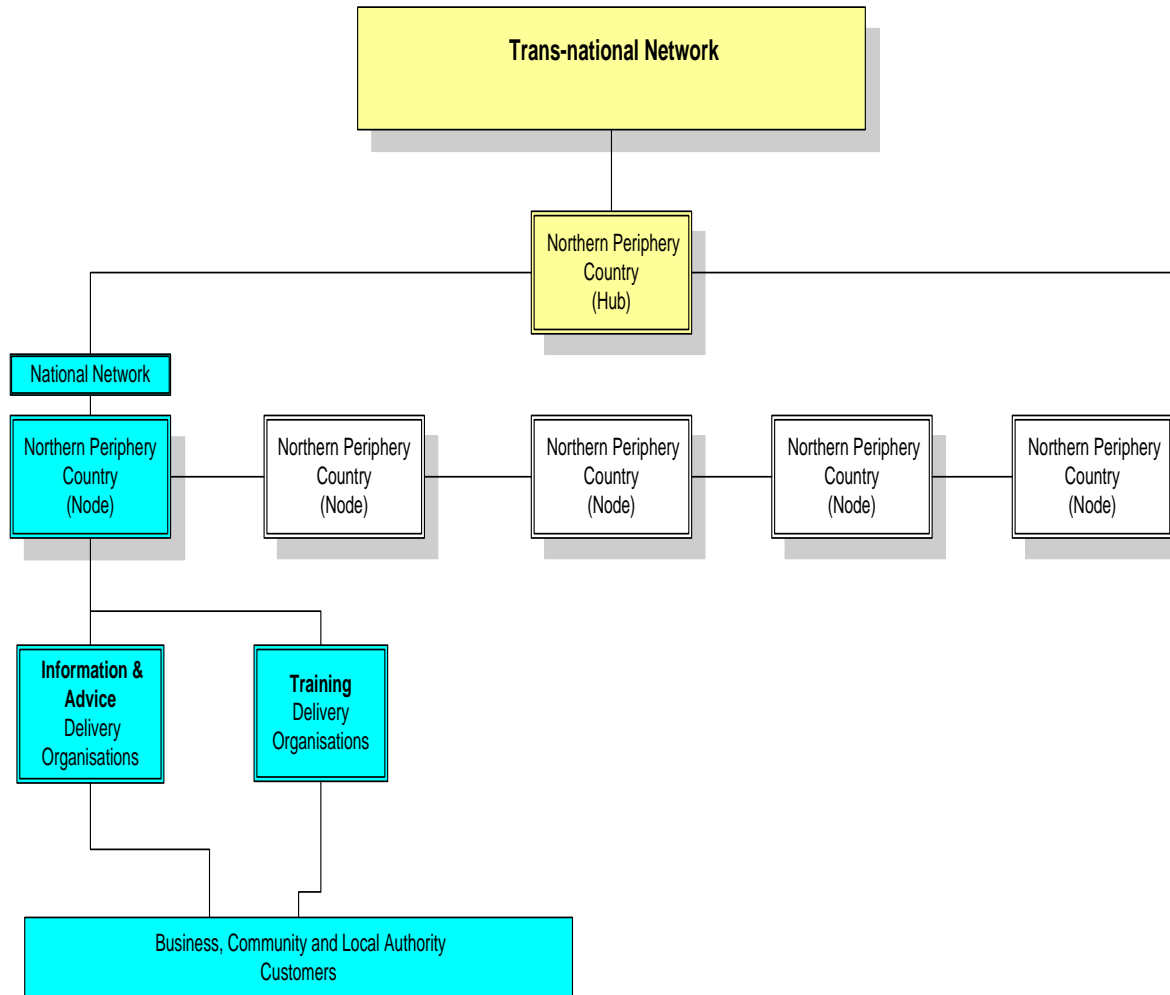 Trans-national Network
Northern Periphery
Country
(Hub)
National Network
Northern Periphery
Country
(Node)
Northern Periphery
Country
(Node)
Northern Periphery
Country
(Node)
Northern Periphery
Country
(Node)
Northern Periphery
Country
(Node)
Information &
Advice
Delivery
Organisations
Training
Delivery
Organisations
Business, Community and Local Authority
Customers